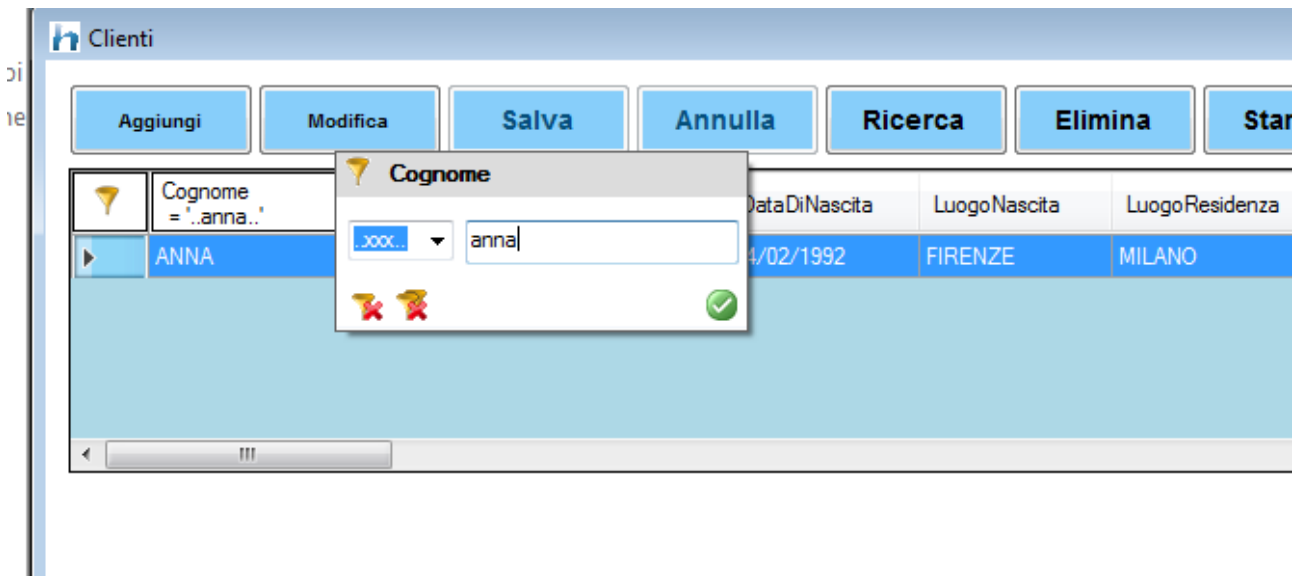 Clienti
Aggiungi Modifica Salva Annulla Ricerca Elimina
Cognome
Cognome
= '..anna..'
DataDiNascita LuogoNascita LuogoResidenza
..xxx.. anna
ANNA 4/02/1992 FIRENZE MILANO